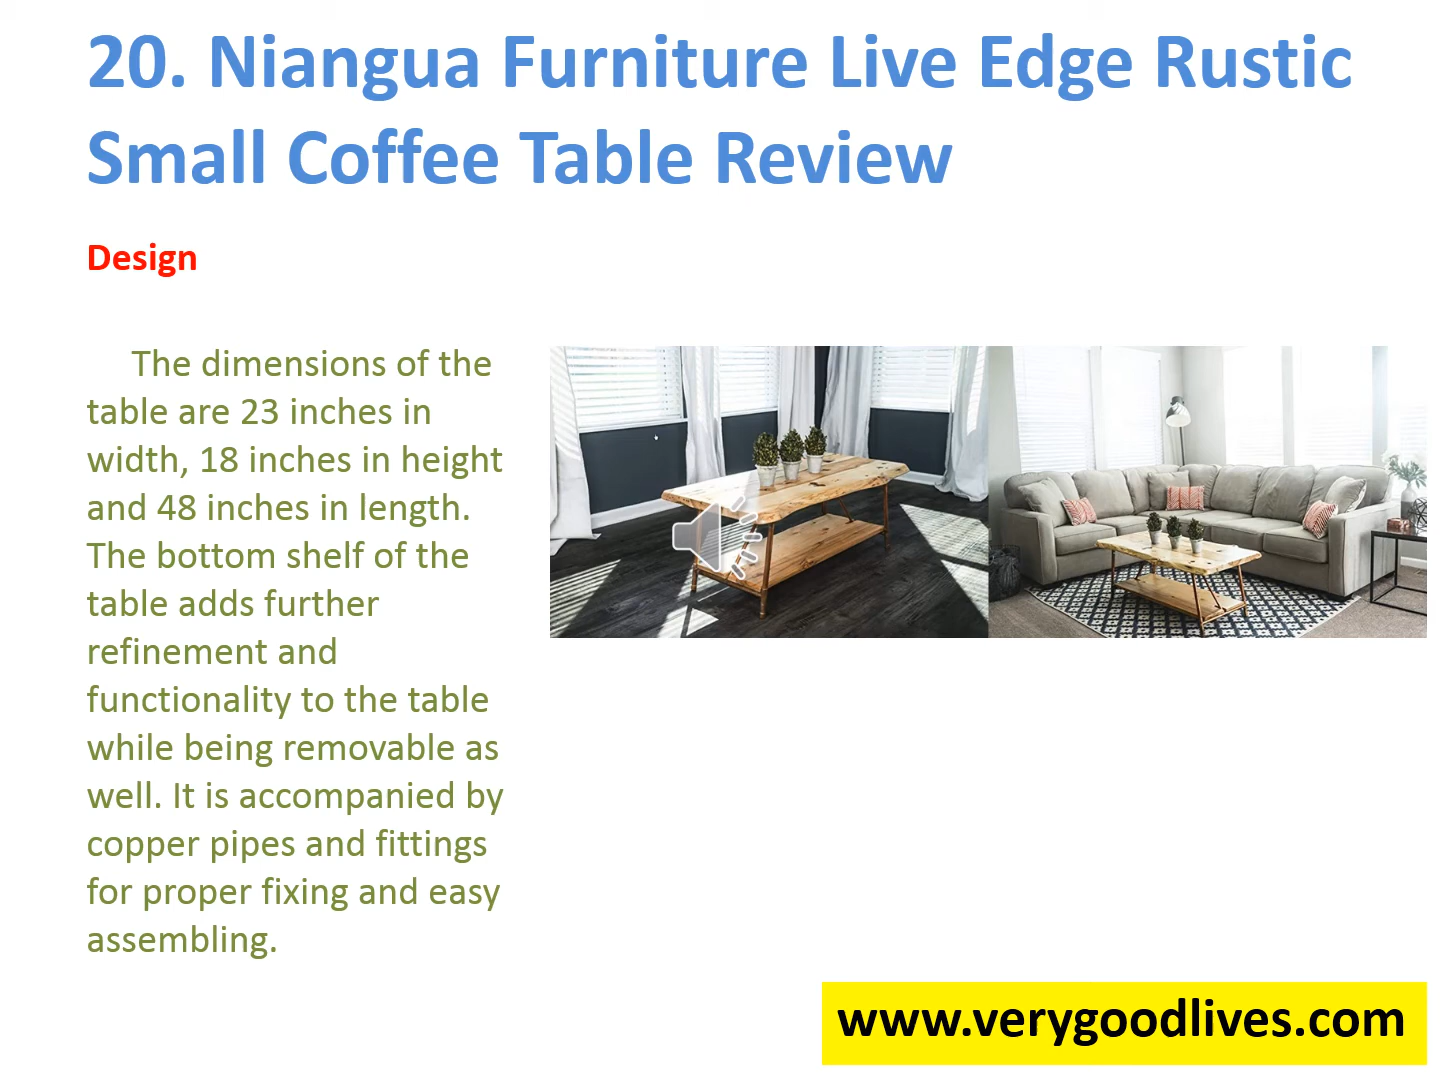 20. Niangua Furniture Live Edge Rustic
Small Coffee Table Review
Design
The dimensions of the
table are 23 inches in
width, 18 inches in height
and 48 inches in length.
The bottom shelf of the
table adds further
refinement and
functionality to the table
while being removable as
well. It is accompanied by
copper pipes and fittings
for proper fixing and easy
assembling.
www.verygoodlives.com